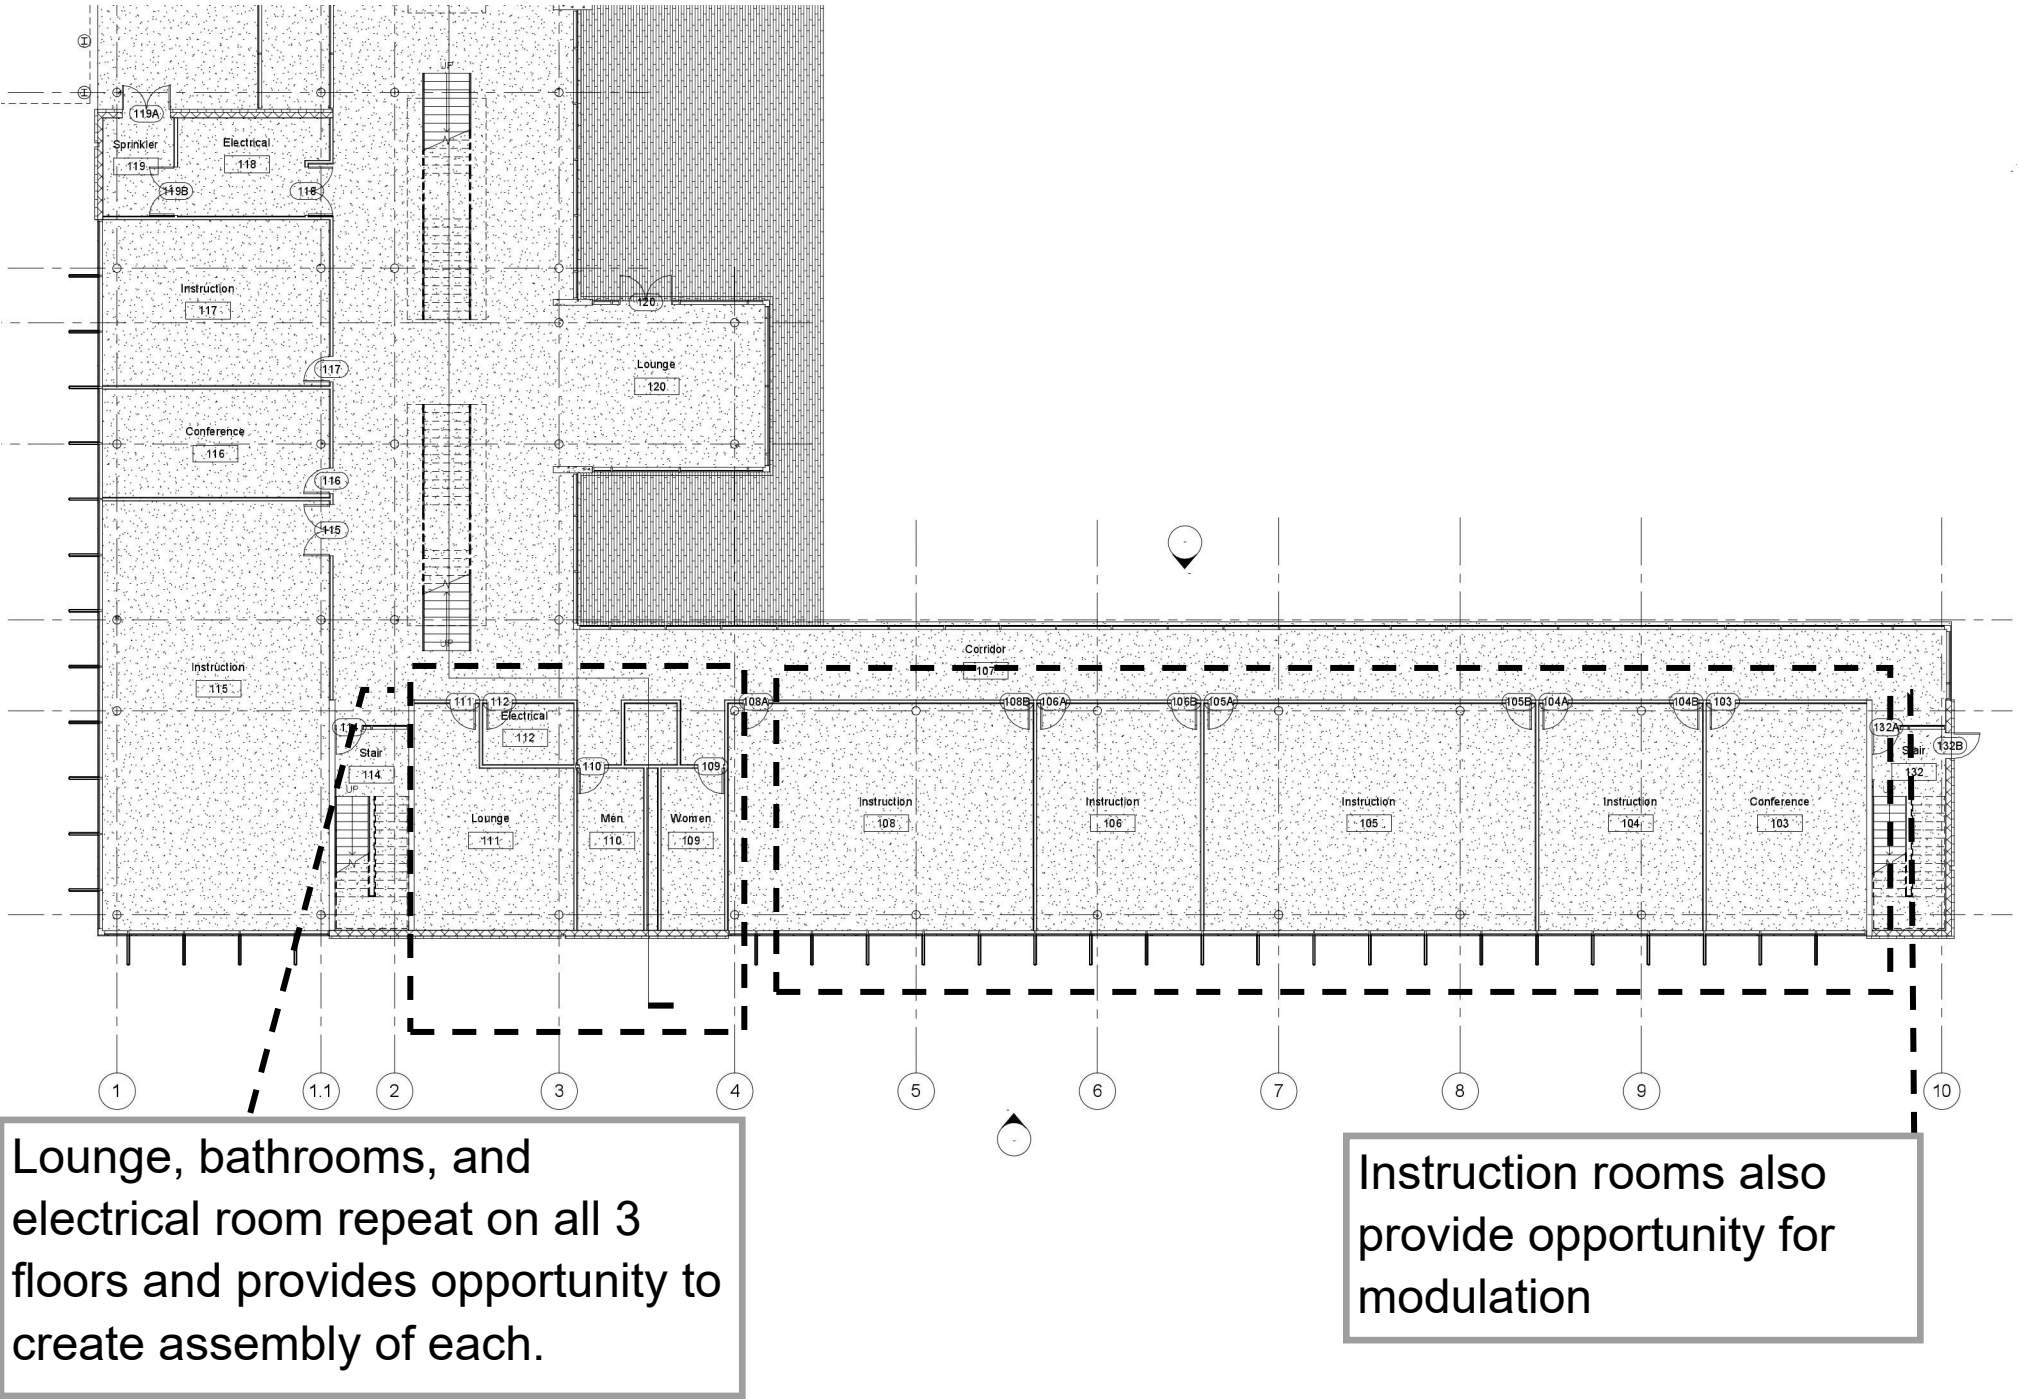 UP
119A
Sprinkler
119
Electrical
118
119B
118
Instruction
117
120
117
Lounge
120
Conference
116
116
115
UP
Corridor
107
Instruction
115
111
112
108A
108B
106A
106B
105A
105B
104A
104B
103
Electrical
112
114
Stair
114
UP
132A
132B
Stair
132
110
109
Lounge
111
Men
110
Women
109
Instruction
108
Instruction
106
Instruction
105
Instruction
104
Conference
103
1
1.1
2
3
4
5
6
7
8
9
10
Lounge, bathrooms, and
electrical room repeat on all 3
floors and provides opportunity to
create assembly of each.
Instruction rooms also
provide opportunity for
modulation